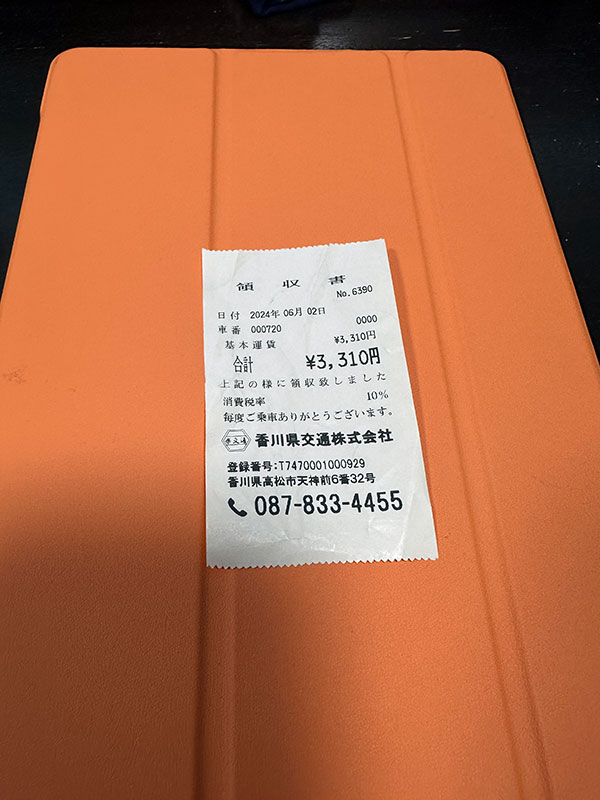 領収書
No.6390
日付 2024年06月02日
車番 000720 0000
基本運賃 ¥3,310円
合計 ¥3,310円
上記の様に領収致しました
消費税率 10%
毎度ご乗車ありがとうございます。
香川県交通株式会社
登録番号:T7470001000929
香川県高松市天神前6番32号
087-833-4455